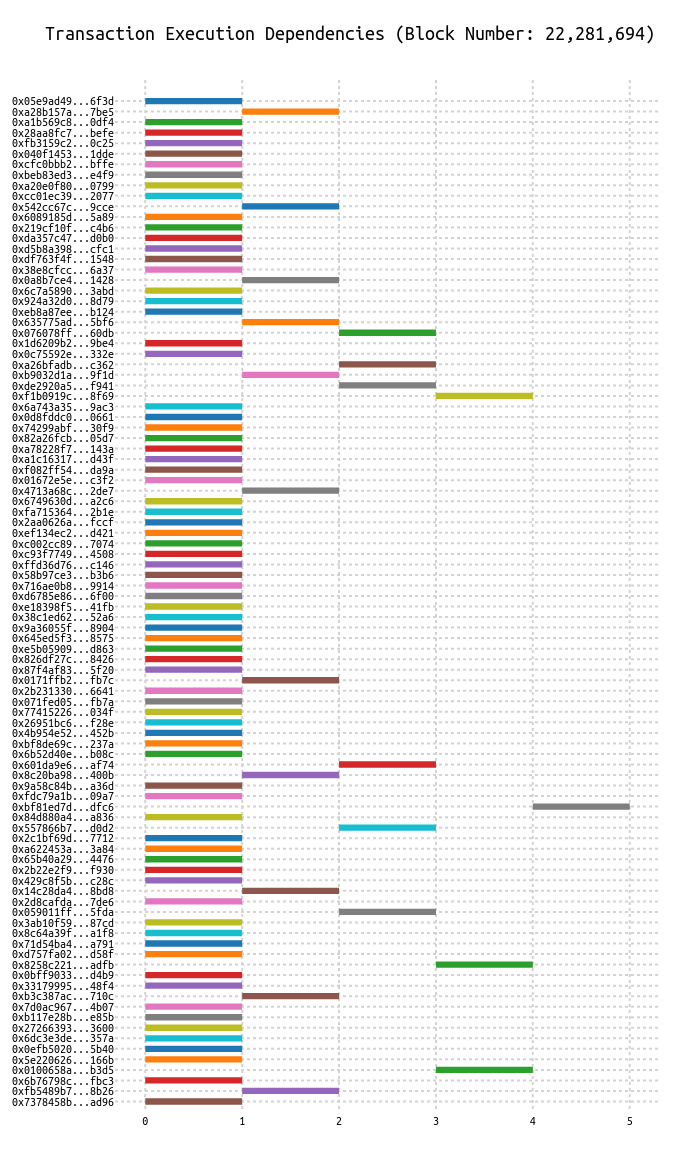 Transaction Execution Dependencies (Block Number: 22,281,694)
0x05e9ad49...6f3d
0xa28b157a...7be5
0xa1b569c8...0df4
0x28aa8fc7...befe
0xfb3159c2...0c25
0x040f1453...1dde
0xcfc0bbb2...bffe
0xbeb83ed3...e4f9
0xa20e0f80...0799
0xcc01ec39...2077
0x542cc67c...9cce
0x6089185d...5a89
0x219cf10f...c4b6
0xda357c47...d0b0
0xd5b8a398...cfc1
0xdf763f4f...1548
0x38e8cfcc...6a37
0x0a8b7ce4...1428
0x6c7a5890...3abd
0x924a32d0...8d79
0xeb8a87ee...b124
0x635775ad...5bf6
0x076078ff...60db
0x1d6209b2...9be4
0x0c75592e...332e
0xa26bfadb...c362
0xb9032d1a...9f1d
0xde2920a5...f941
0xf1b0919c...8f69
0x6a743a35...9ac3
0x0d8fddc0...0661
0x74299abf...30f9
0x82a26fcb...05d7
0xa78228f7...143a
0xa1c16317...d43f
0xf082ff54...da9a
0x01672e5e...c3f2
0x4713a68c...2de7
0x6749630d...a2c6
0xfa715364...2b1e
0x2aa0626a...fccf
0xef134ec2...d421
0xc002cc89...7074
0xc93f7749...4508
0xffd36d76...c146
0x58b97ce3...b3b6
0x716ae0b8...9914
0xd6785e86...6f00
0xe18398f5...41fb
0x38c1ed62...52a6
0x9a36055f...8904
0x645ed5f3...8575
0xe5b05909...d863
0x826df27c...8426
0x87f4af83...5f20
0x0171ffb2...fb7c
0x2b231330...6641
0x071fed05...fb7a
0x77415226...034f
0x26951bc6...f28e
0x4b954e52...452b
0xbf8de69c...237a
0x6b52d40e...b08c
0x601da9e6...af74
0x8c20ba98...400b
0x9a58c84b...a36d
0xfdc79a1b...09a7
0xbf81ed7d...dfc6
0x84d880a4...a836
0x557866b7...d0d2
0x2c1bf69d...7712
0xa622453a...3a84
0x65b40a29...4476
0x2b22e2f9...f930
0x429c8f5b...c28c
0x14c28da4...8bd8
0x2d8cafda...7de6
0x059011ff...5fda
0x3ab10f59...87cd
0x8c64a39f...a1f8
0x71d54ba4...a791
0xd757fa02...d58f
0x8258c221...adfb
0x0bff9033...d4b9
0x33179995...48f4
0xb3c387ac...710c
0x7d0ac967...4b07
0xb117e28b...e85b
0x27266393...3600
0x6dc3e3de...357a
0x0efb5020...5b40
0x5e220626...166b
0x0100658a...b3d5
0x6b76798c...fbc3
0xfb5489b7...8b26
0x7378458b...ad96
0 1 2 3 4 5